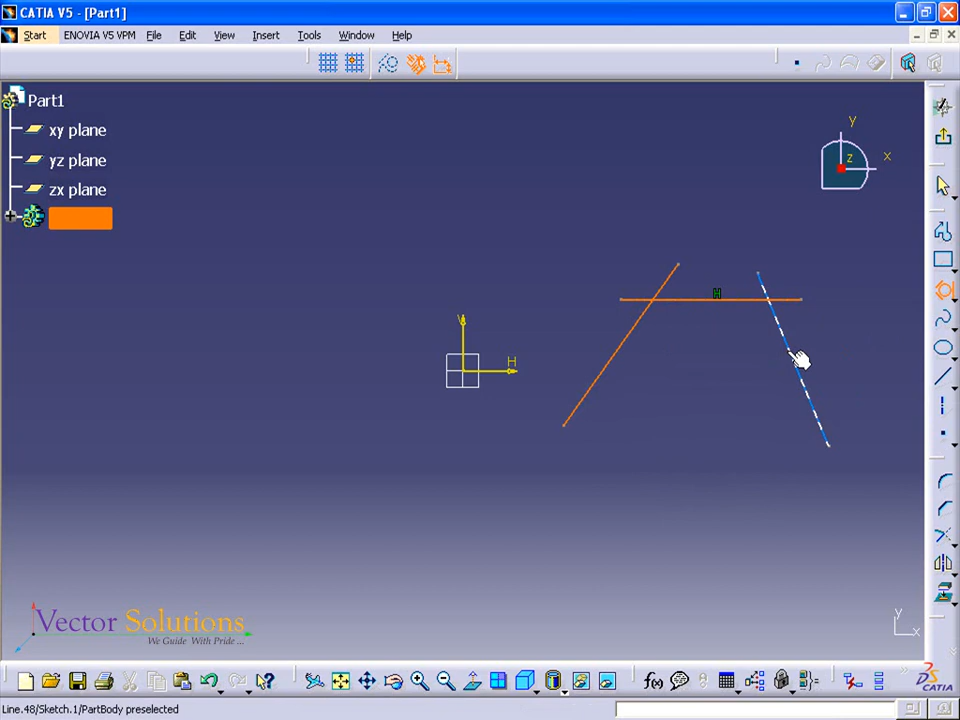 CATIA V5 - [Part1]
Start ENOVIA V5 VPM File Edit View Insert Tools Window Help
Part1
xy plane
yz plane
zx plane
y
x
z
H
V
H
Vector Solutions
We Guide With Pride ...
y
x
f(x)
CATIA
Line.48/Sketch.1/PartBody preselected